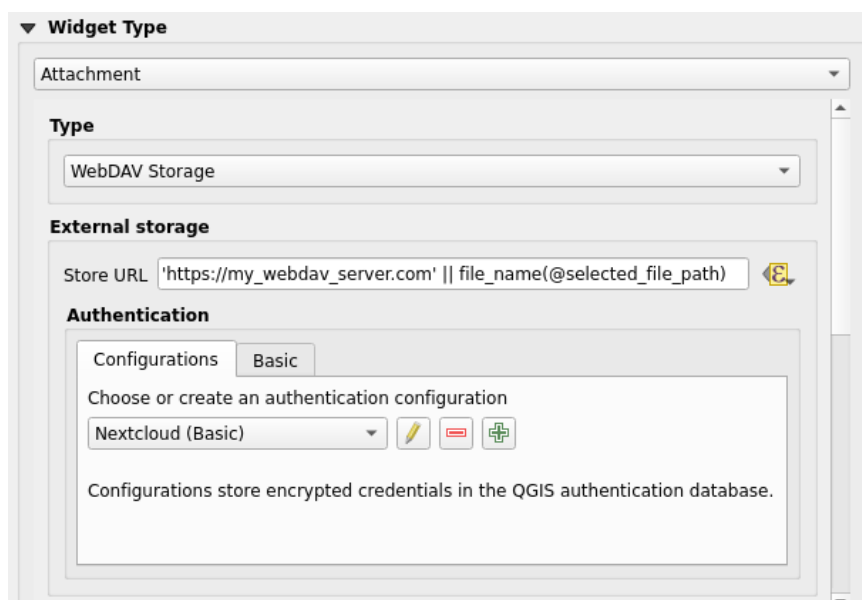 Widget Type
Attachment
Type
WebDAV Storage
External storage
Store URL 'https://my_webdav_server.com' || file_name(@selected_file_path) ε
Authentication
Configurations Basic
Choose or create an authentication configuration
Nextcloud (Basic)
Configurations store encrypted credentials in the QGIS authentication database.